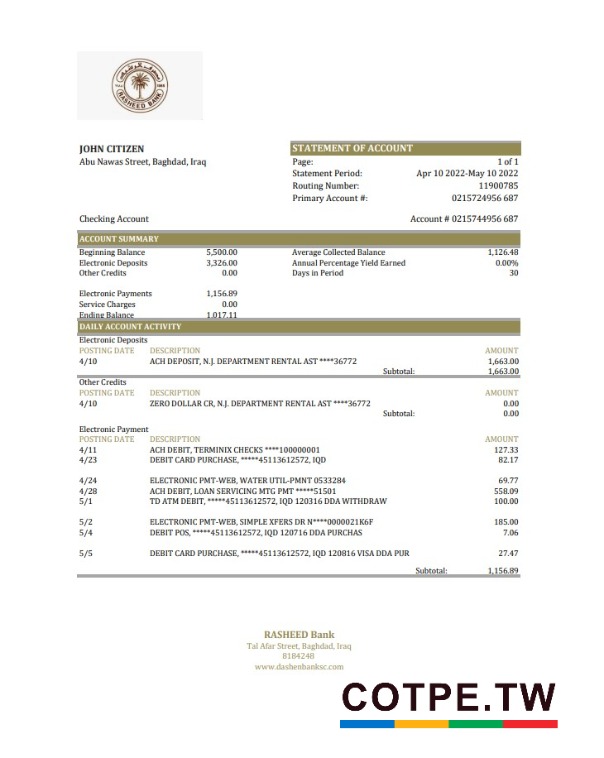 RASHEED BANK
JOHN CITIZEN
Abu Nawas Street, Baghdad, Iraq
STATEMENT OF ACCOUNT
Page: 1 of 1
Statement Period: Apr 10 2022-May 10 2022
Routing Number: 11900785
Primary Account #: 0215724956 687
Checking Account Account # 0215744956 687
ACCOUNT SUMMARY
Beginning Balance 5,500.00 Average Collected Balance 1,126.48
Electronic Deposits 3,326.00 Annual Percentage Yield Earned 0.00%
Other Credits 0.00 Days in Period 30
Electronic Payments 1,156.89
Service Charges 0.00
Ending Balance 1,017.11
DAILY ACCOUNT ACTIVITY
Electronic Deposits
POSTING DATE DESCRIPTION AMOUNT
4/10 ACH DEPOSIT, N.J. DEPARTMENT RENTAL AST ****36772 1,663.00
Subtotal: 1,663.00
Other Credits
POSTING DATE DESCRIPTION AMOUNT
4/10 ZERO DOLLAR CR, N.J. DEPARTMENT RENTAL AST ****36772 0.00
Subtotal: 0.00
Electronic Payment
POSTING DATE DESCRIPTION AMOUNT
4/11 ACH DEBIT, TERMINIX CHECKS ****100000001 127.33
4/23 DEBIT CARD PURCHASE, *****45113612572, IQD 82.17
4/24 ELECTRONIC PMT-WEB, WATER UTIL-PMNT 0533284 69.77
4/28 ACH DEBIT, LOAN SERVICING MTG PMT *****51501 558.09
5/1 TD ATM DEBIT, *****45113612572, IQD 120316 DDA WITHDRAW 100.00
5/2 ELECTRONIC PMT-WEB, SIMPLE XFERS DR N****0000021K6F 185.00
5/4 DEBIT POS, *****45113612572, IQD 120716 DDA PURCHAS 7.06
5/5 DEBIT CARD PURCHASE, *****45113612572, IQD 120816 VISA DDA PUR 27.47
Subtotal: 1,156.89
RASHEED Bank
Tal Afar Street, Baghdad, Iraq
8184248
www.dashenbanksc.com
COTPE.TW